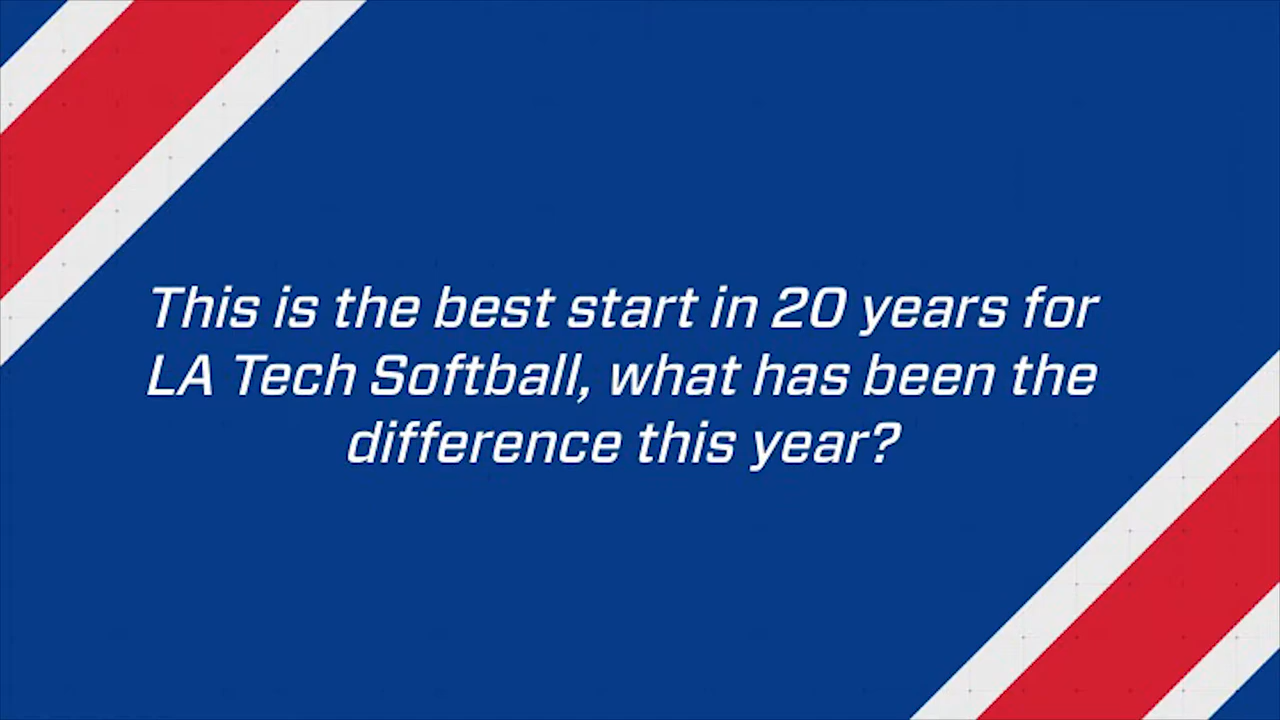 This is the best start in 20 years for
LA Tech Softball, what has been the
difference this year?